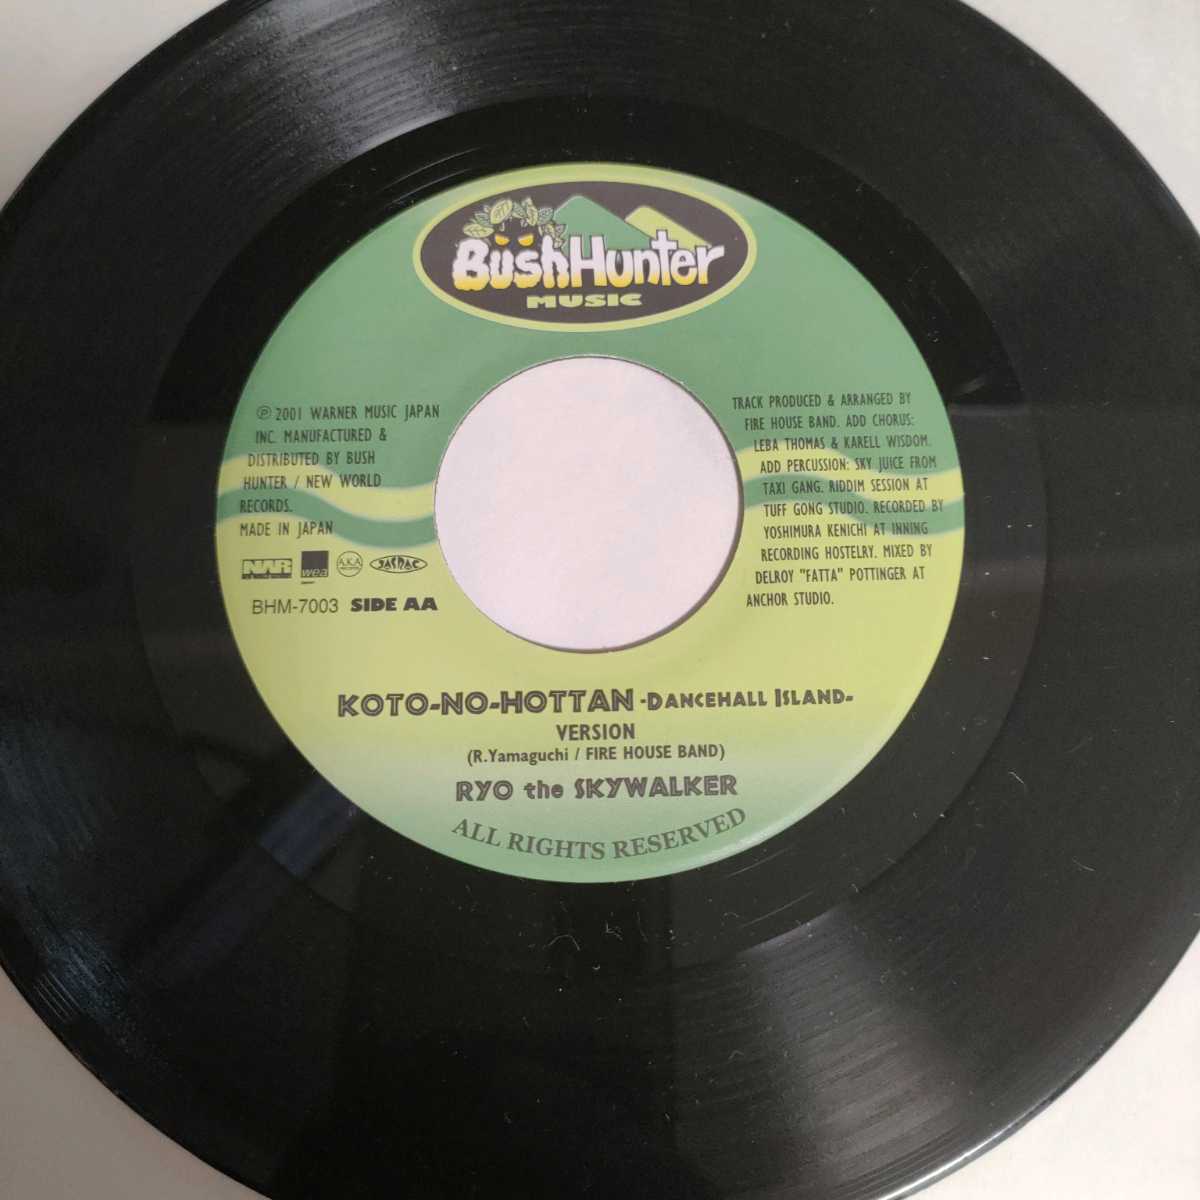 BushHunter
MUSIC
℗ 2001 WARNER MUSIC JAPAN
INC. MANUFACTURED &
DISTRIBUTED BY BUSH
HUNTER / NEW WORLD
RECORDS.
MADE IN JAPAN
NAR
wea
A.K.A
JASRAC
BHM-7003 SIDE AA
TRACK PRODUCED & ARRANGED BY
FIRE HOUSE BAND. ADD CHORUS:
LEBA THOMAS & KARELL WISDOM.
ADD PERCUSSION: SKY JUICE FROM
TAXI GANG. RIDDIM SESSION AT
TUFF GONG STUDIO. RECORDED BY
YOSHIMURA KENICHI AT INNING
RECORDING HOSTELRY. MIXED BY
DELROY "FATTA" POTTINGER AT
ANCHOR STUDIO.
KOTO-NO-HOTTAN -DANCEHALL ISLAND-
VERSION
(R.Yamaguchi / FIRE HOUSE BAND)
RYO the SKYWALKER
ALL RIGHTS RESERVED